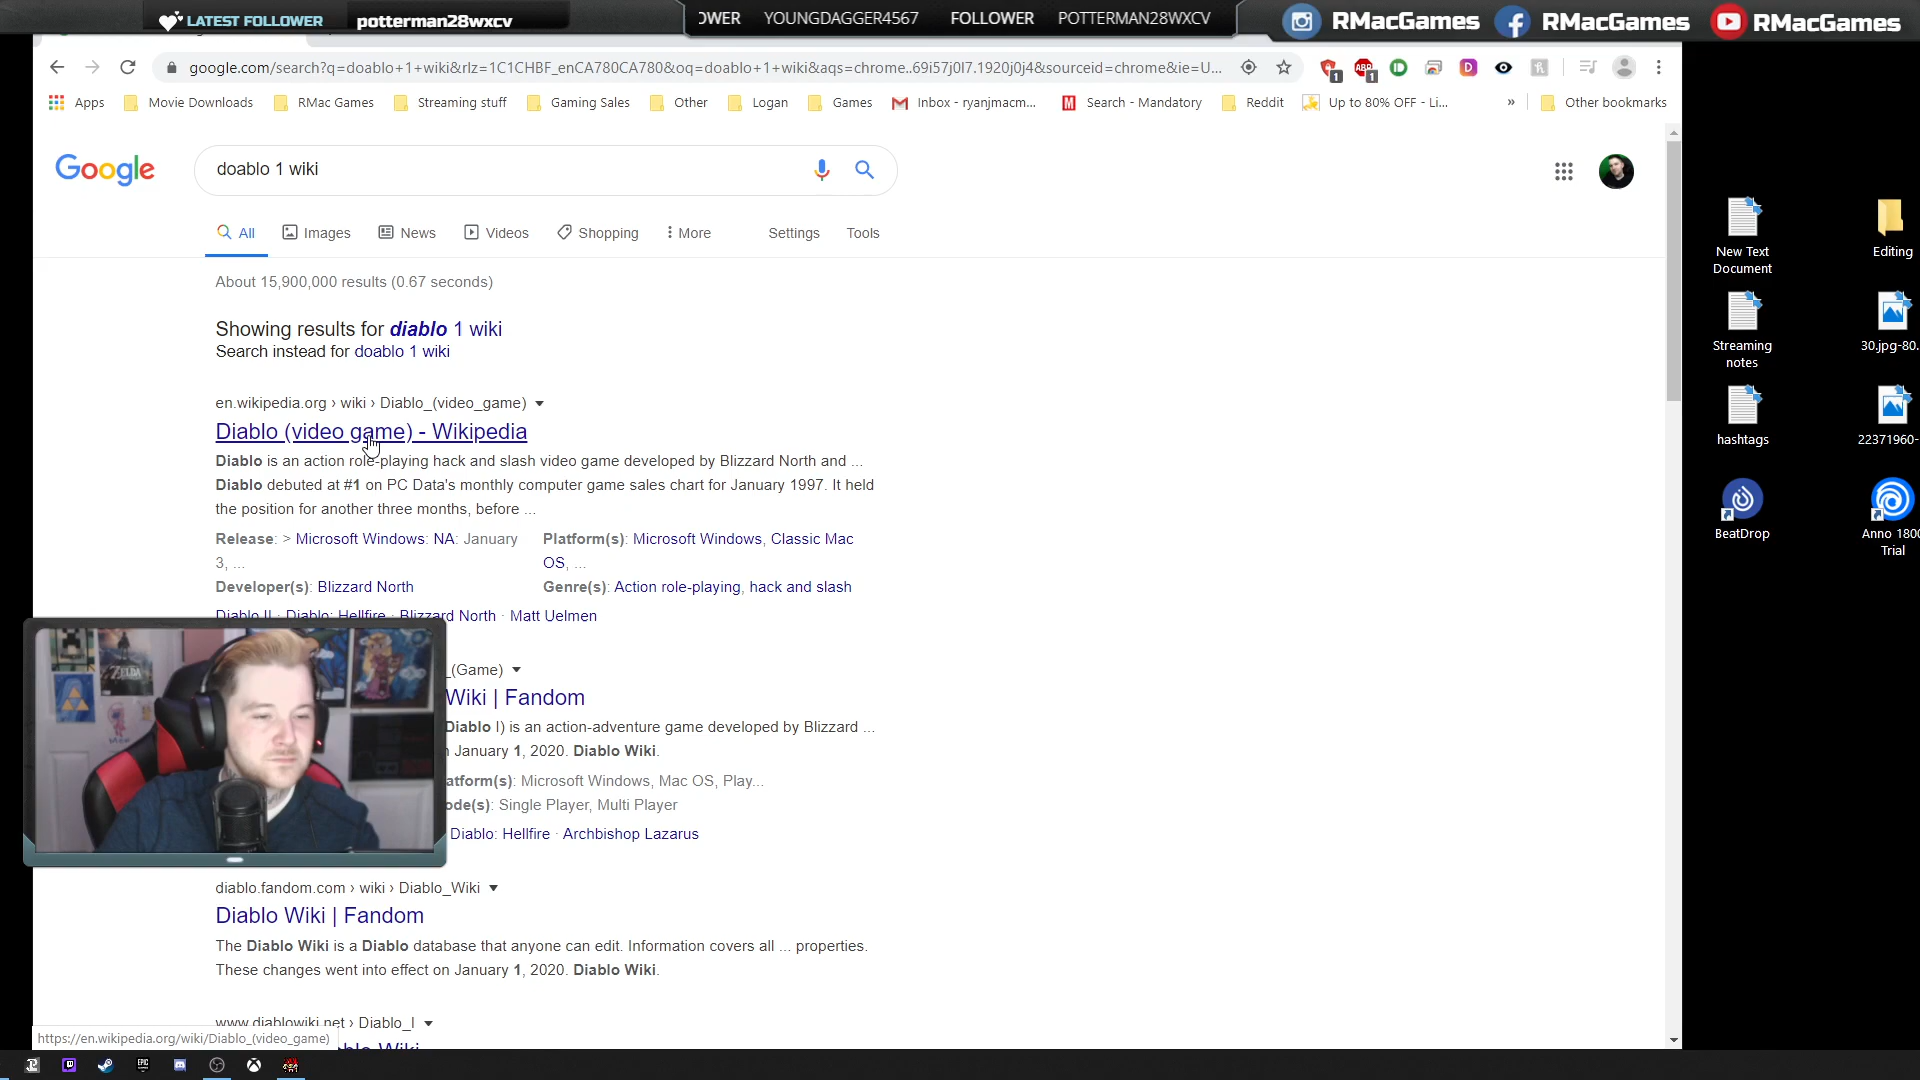 LATEST FOLLOWER potterman28wxcv
OWER YOUNGDAGGER4567 FOLLOWER POTTERMAN28WXCV
RMacGames RMacGames RMacGames
google.com/search?q=doablo+1+wiki&rlz=1C1CHBF_enCA780CA780&oq=doablo+1+wiki&aqs=chrome..69i57j0l7.1920j0j4&sourceid=chrome&ie=U...
1 ABP 1 D
Apps Movie Downloads RMac Games Streaming stuff Gaming Sales Other Logan Games Inbox - ryanjmacm... Search - Mandatory Reddit Up to 80% OFF - Li... » Other bookmarks
Google
doablo 1 wiki
All Images News Videos Shopping More Settings Tools
About 15,900,000 results (0.67 seconds)
Showing results for diablo 1 wiki
Search instead for doablo 1 wiki
en.wikipedia.org › wiki › Diablo_(video_game)
Diablo (video game) - Wikipedia
Diablo is an action role-playing hack and slash video game developed by Blizzard North and ...
Diablo debuted at #1 on PC Data's monthly computer game sales chart for January 1997. It held
the position for another three months, before ...
Release: > Microsoft Windows: NA: January
3, ...
Platform(s): Microsoft Windows, Classic Mac
OS, ...
Developer(s): Blizzard North
Genre(s): Action role-playing, hack and slash
Diablo II · Diablo: Hellfire · Blizzard North · Matt Uelmen
_(Game)
Wiki | Fandom
Diablo I) is an action-adventure game developed by Blizzard ...
January 1, 2020. Diablo Wiki.
atform(s): Microsoft Windows, Mac OS, Play...
ode(s): Single Player, Multi Player
Diablo: Hellfire · Archbishop Lazarus
ZELDA
diablo.fandom.com › wiki › Diablo_Wiki
Diablo Wiki | Fandom
The Diablo Wiki is a Diablo database that anyone can edit. Information covers all ... properties.
These changes went into effect on January 1, 2020. Diablo Wiki.
www.diablowiki.net › Diablo_I
https://en.wikipedia.org/wiki/Diablo_(video_game)
New Text
Document
Editing
Streaming
notes
30.jpg-80.
hashtags
22371960-
BeatDrop
Anno 1800
Trial
EPIC